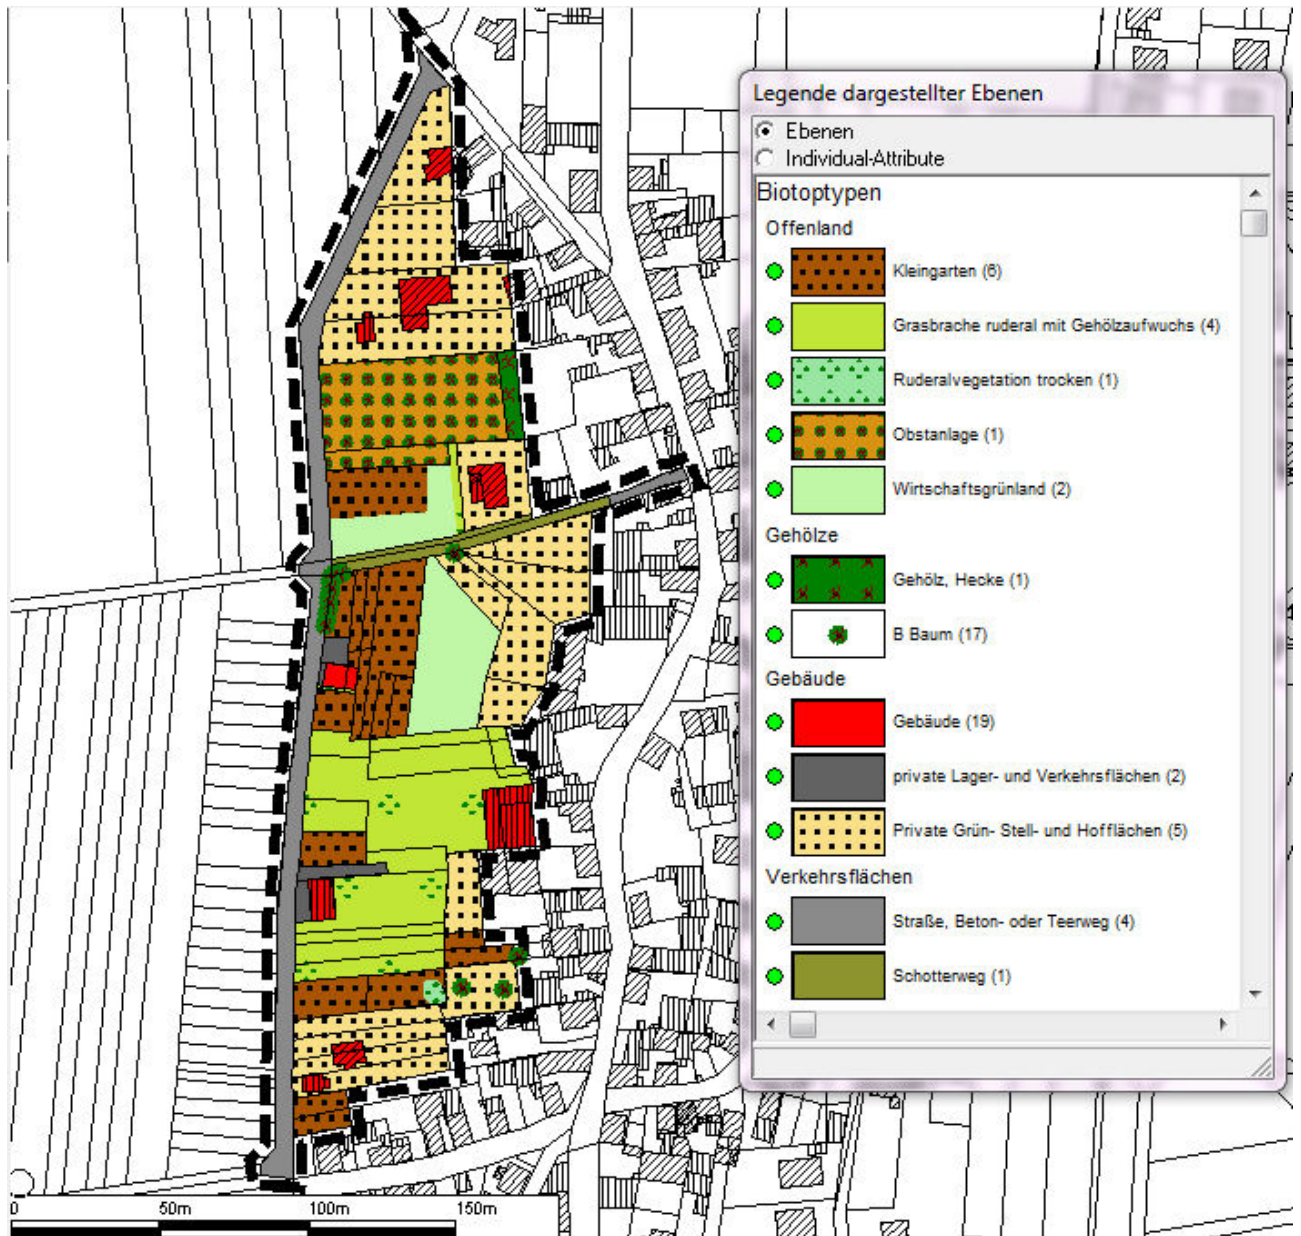 Legende dargestellter Ebenen
Ebenen
Individual-Attribute
Biotoptypen
Offenland
Kleingarten (6)
Grasbrache ruderal mit Gehölzaufwuchs (4)
Ruderalvegetation trocken (1)
Obstanlage (1)
Wirtschaftsgrünland (2)
Gehölze
Gehölz, Hecke (1)
B Baum (17)
Gebäude
Gebäude (19)
private Lager- und Verkehrsflächen (2)
Private Grün- Stell- und Hofflächen (5)
Verkehrsflächen
Straße, Beton- oder Teerweg (4)
Schotterweg (1)
0 50m 100m 150m